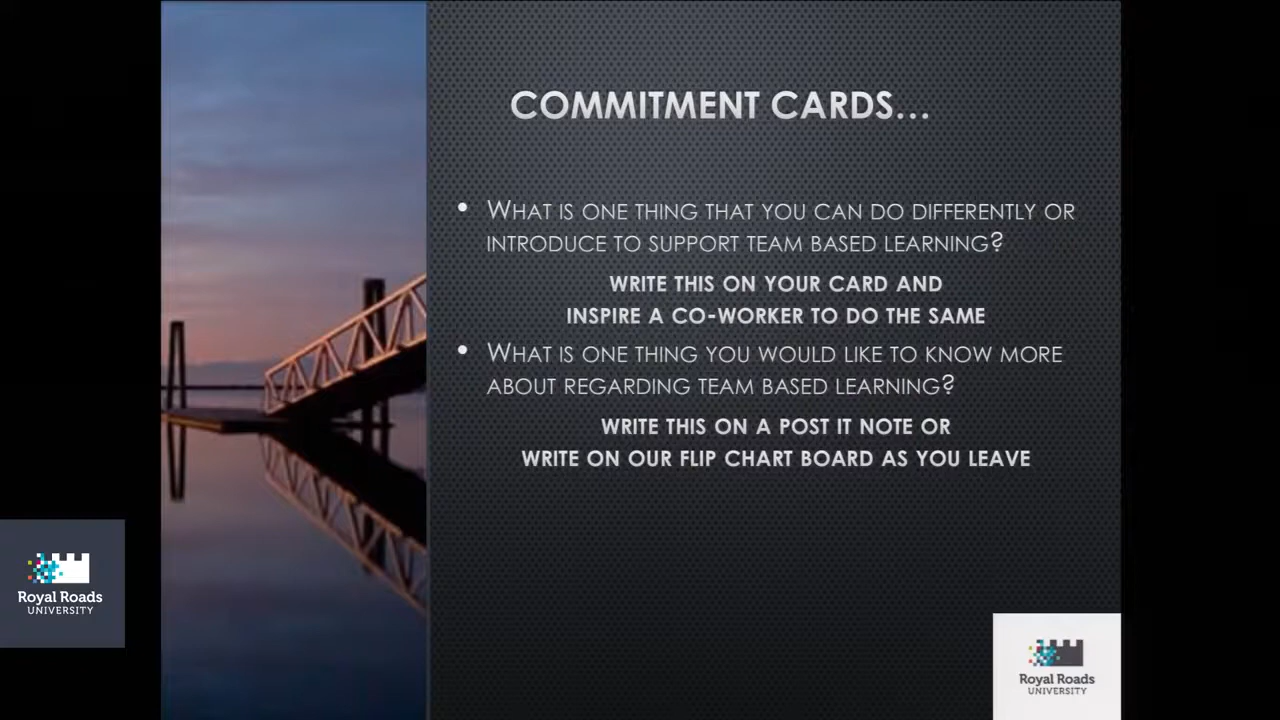 COMMITMENT CARDS...
• WHAT IS ONE THING THAT YOU CAN DO DIFFERENTLY OR
INTRODUCE TO SUPPORT TEAM BASED LEARNING?
WRITE THIS ON YOUR CARD AND
INSPIRE A CO-WORKER TO DO THE SAME
• WHAT IS ONE THING YOU WOULD LIKE TO KNOW MORE
ABOUT REGARDING TEAM BASED LEARNING?
WRITE THIS ON A POST IT NOTE OR
WRITE ON OUR FLIP CHART BOARD AS YOU LEAVE
Royal Roads
UNIVERSITY
Royal Roads
UNIVERSITY